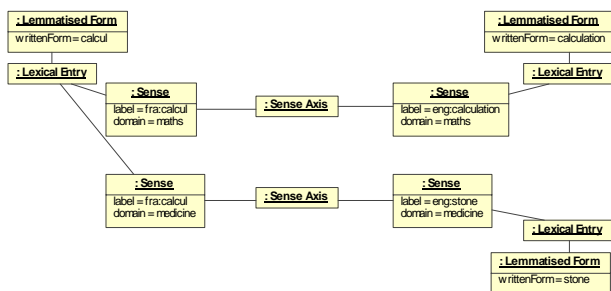 : Lemmatised Form
writtenForm = calcul
: Lexical Entry
: Lemmatised Form
writtenForm = calculation
: Lexical Entry
: Sense
label = fra:calcul
domain = maths
: Sense Axis
: Sense
label = eng:calculation
domain = maths
: Sense
label = fra:calcul
domain = medicine
: Sense Axis
: Sense
label = eng:stone
domain = medicine
: Lexical Entry
: Lemmatised Form
writtenForm = stone